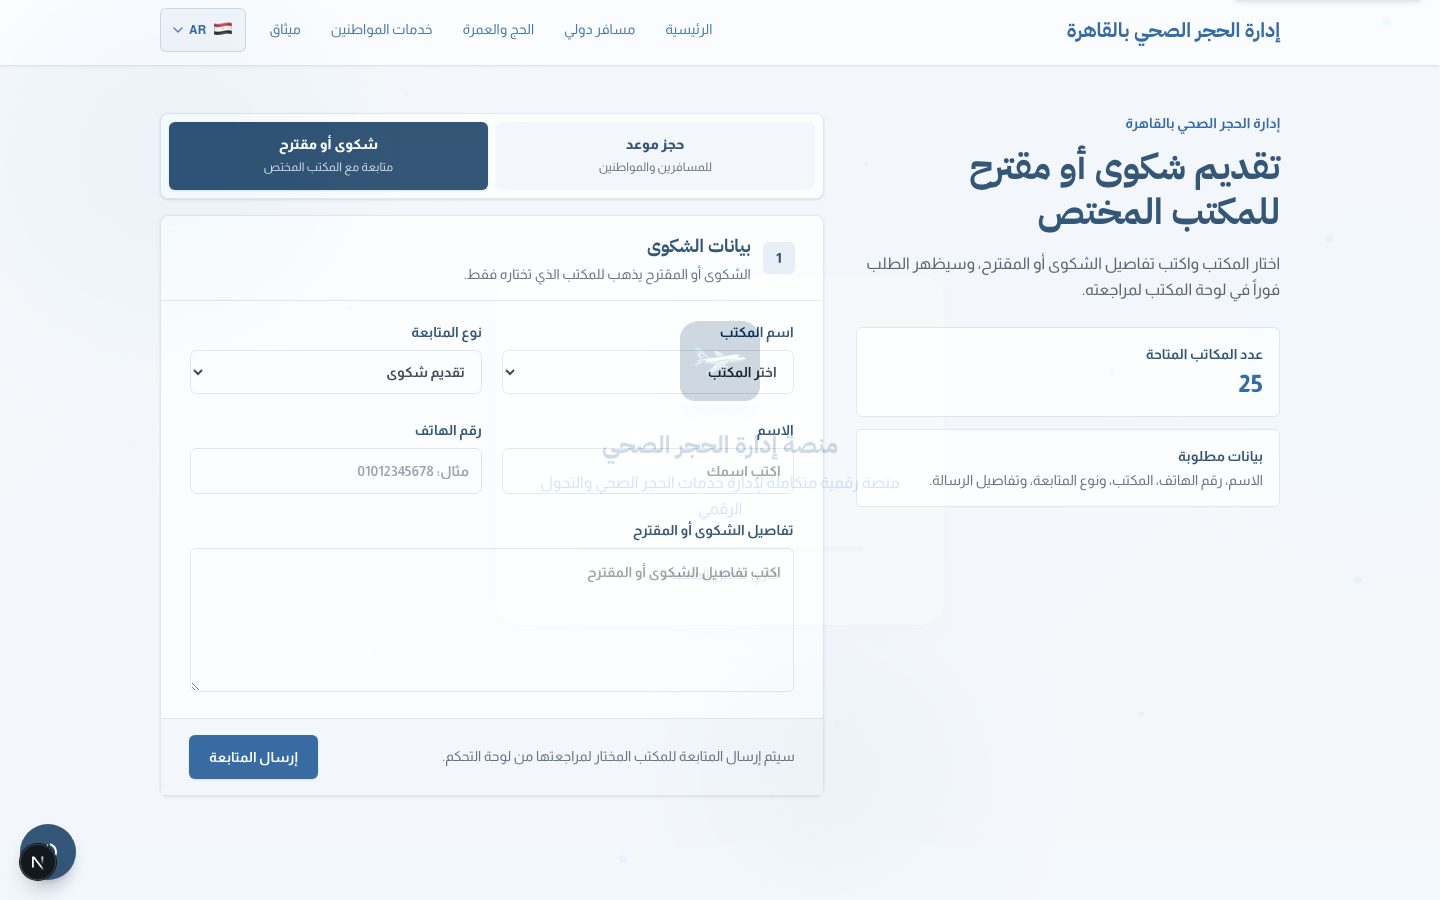 إدارة الحجر الصحي بالقاهرة
الرئيسية
مسافر دولي
الحج والعمرة
خدمات المواطنين
ميثاق
AR
إدارة الحجر الصحي بالقاهرة
تقديم شكوى أو مقترح
للمكتب المختص
اختار المكتب واكتب تفاصيل الشكوى أو المقترح، وسيظهر الطلب
فوراً في لوحة المكتب لمراجعته.
عدد المكاتب المتاحة
25
بيانات مطلوبة
الاسم، رقم الهاتف، المكتب، ونوع المتابعة، وتفاصيل الرسالة.
حجز موعد
للمسافرين والمواطنين
شكوى أو مقترح
متابعة مع المكتب المختص
1
بيانات الشكوى
الشكوى أو المقترح يذهب للمكتب الذي تختاره فقط.
اسم المكتب
اختر المكتب
نوع المتابعة
تقديم شكوى
الاسم
اكتب اسمك
رقم الهاتف
مثال: 01012345678
منصة إدارة الحجر الصحي
منصة رقمية متكاملة لإدارة خدمات الحجر الصحي والتحول
الرقمي
تفاصيل الشكوى أو المقترح
اكتب تفاصيل الشكوى أو المقترح
سيتم إرسال المتابعة للمكتب المختار لمراجعتها من لوحة التحكم.
إرسال المتابعة
N